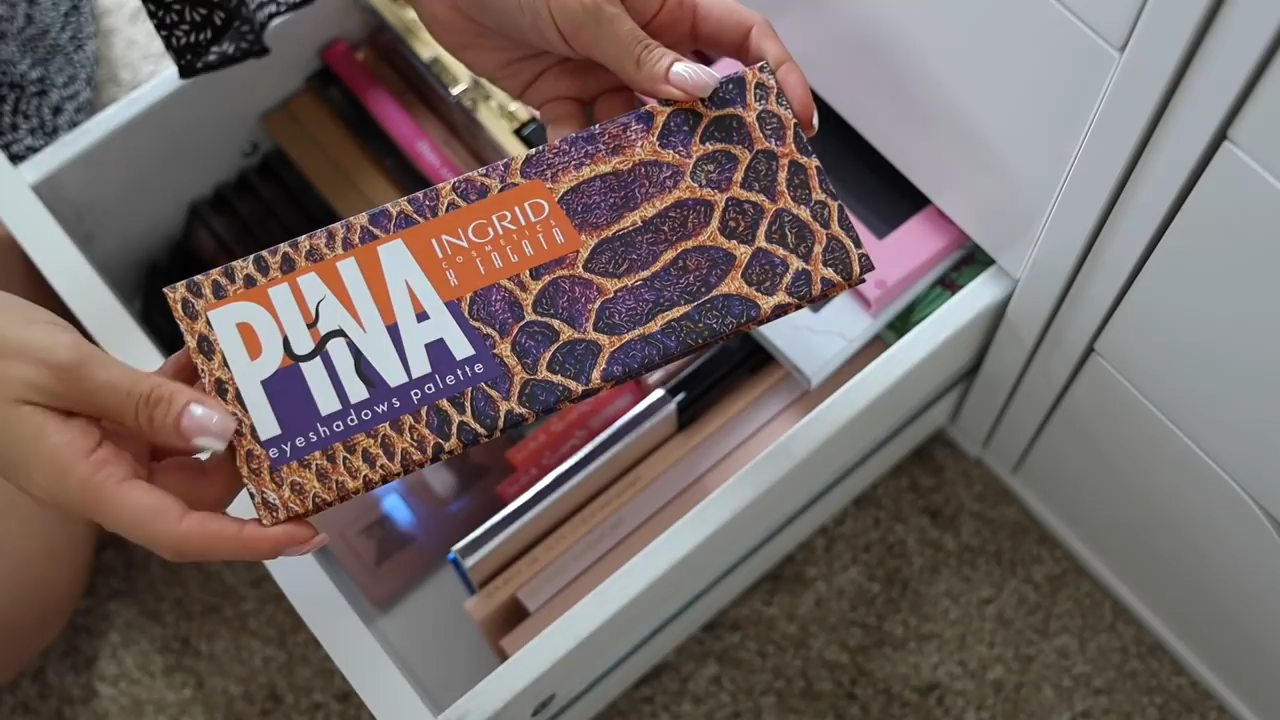 PINA
INGRID
COSMETICS
X FAGATA
eyeshadows palette